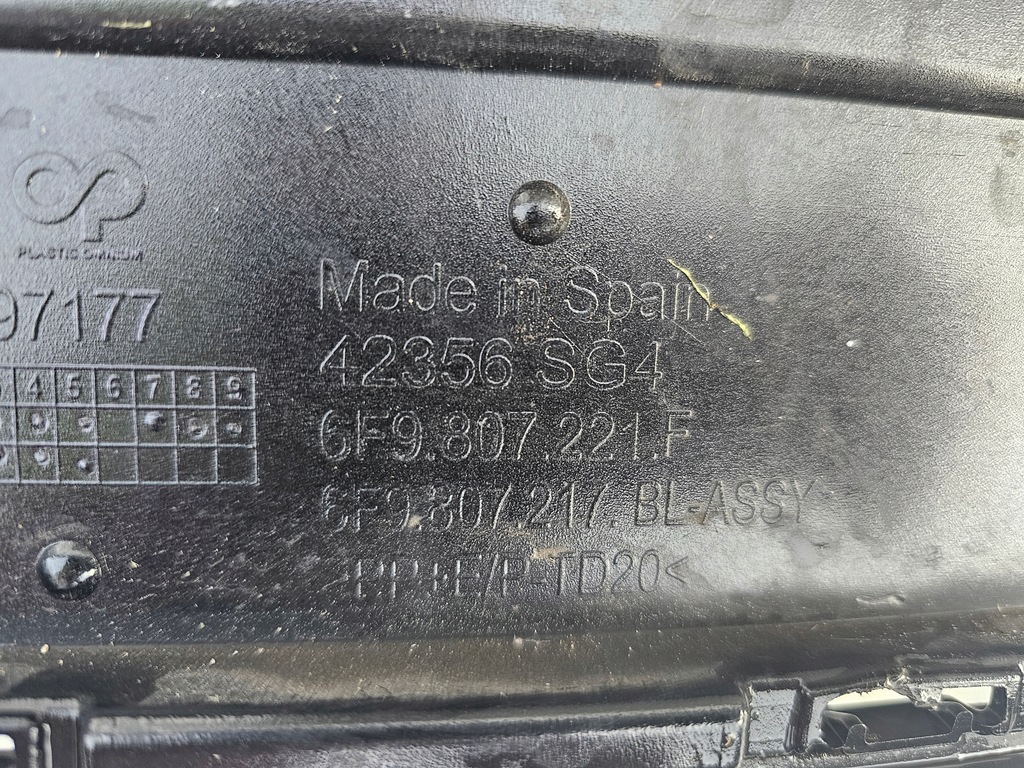 PLASTIC OMNIUM
97177
4 5 6 7 8 9
Made in Spain
42356 SG4
6F9.807.221.F
6F9.807.217. BL-ASSY
>PP+E/P-TD20<